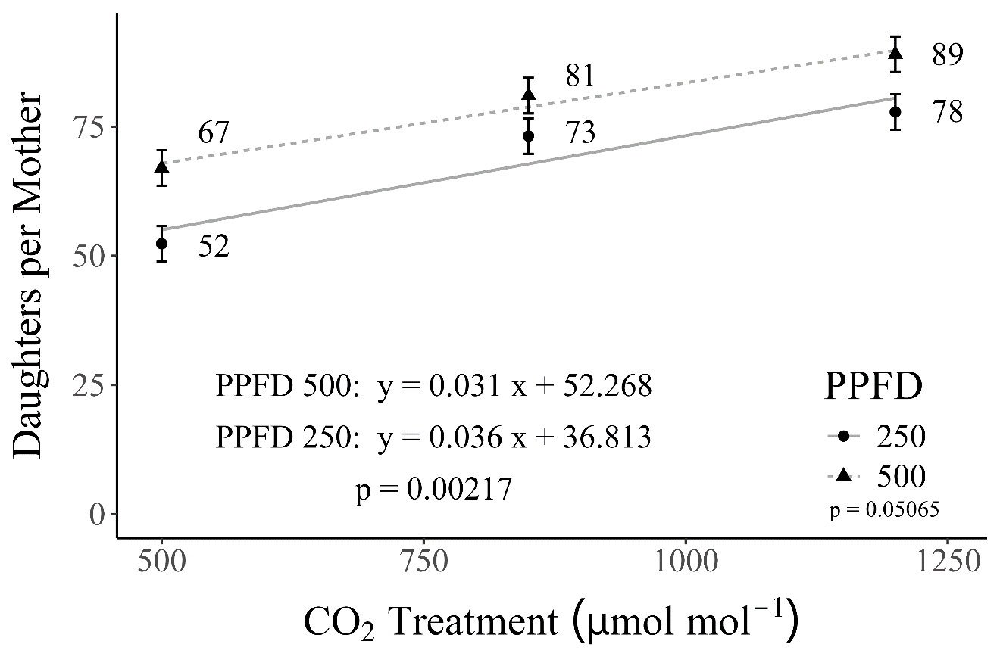 Daughters per Mother
75
50
25
0
67
81
89
52
73
78
PPFD 500: y = 0.031 x + 52.268
PPFD 250: y = 0.036 x + 36.813
p = 0.00217
PPFD
250
500
p = 0.05065
500
750
1000
1250
CO₂ Treatment (μmol mol⁻¹)